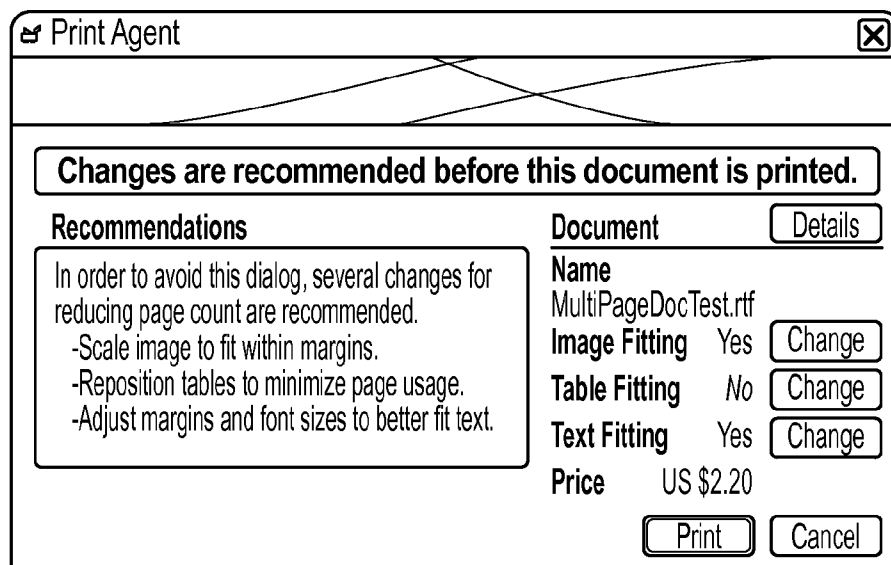 Print Agent
Changes are recommended before this document is printed.
Recommendations
In order to avoid this dialog, several changes for
reducing page count are recommended.
-Scale image to fit within margins.
-Reposition tables to minimize page usage.
-Adjust margins and font sizes to better fit text.
Document Details
Name
MultiPageDocTest.rtf
Image Fitting Yes Change
Table Fitting No Change
Text Fitting Yes Change
Price US $2.20
Print Cancel